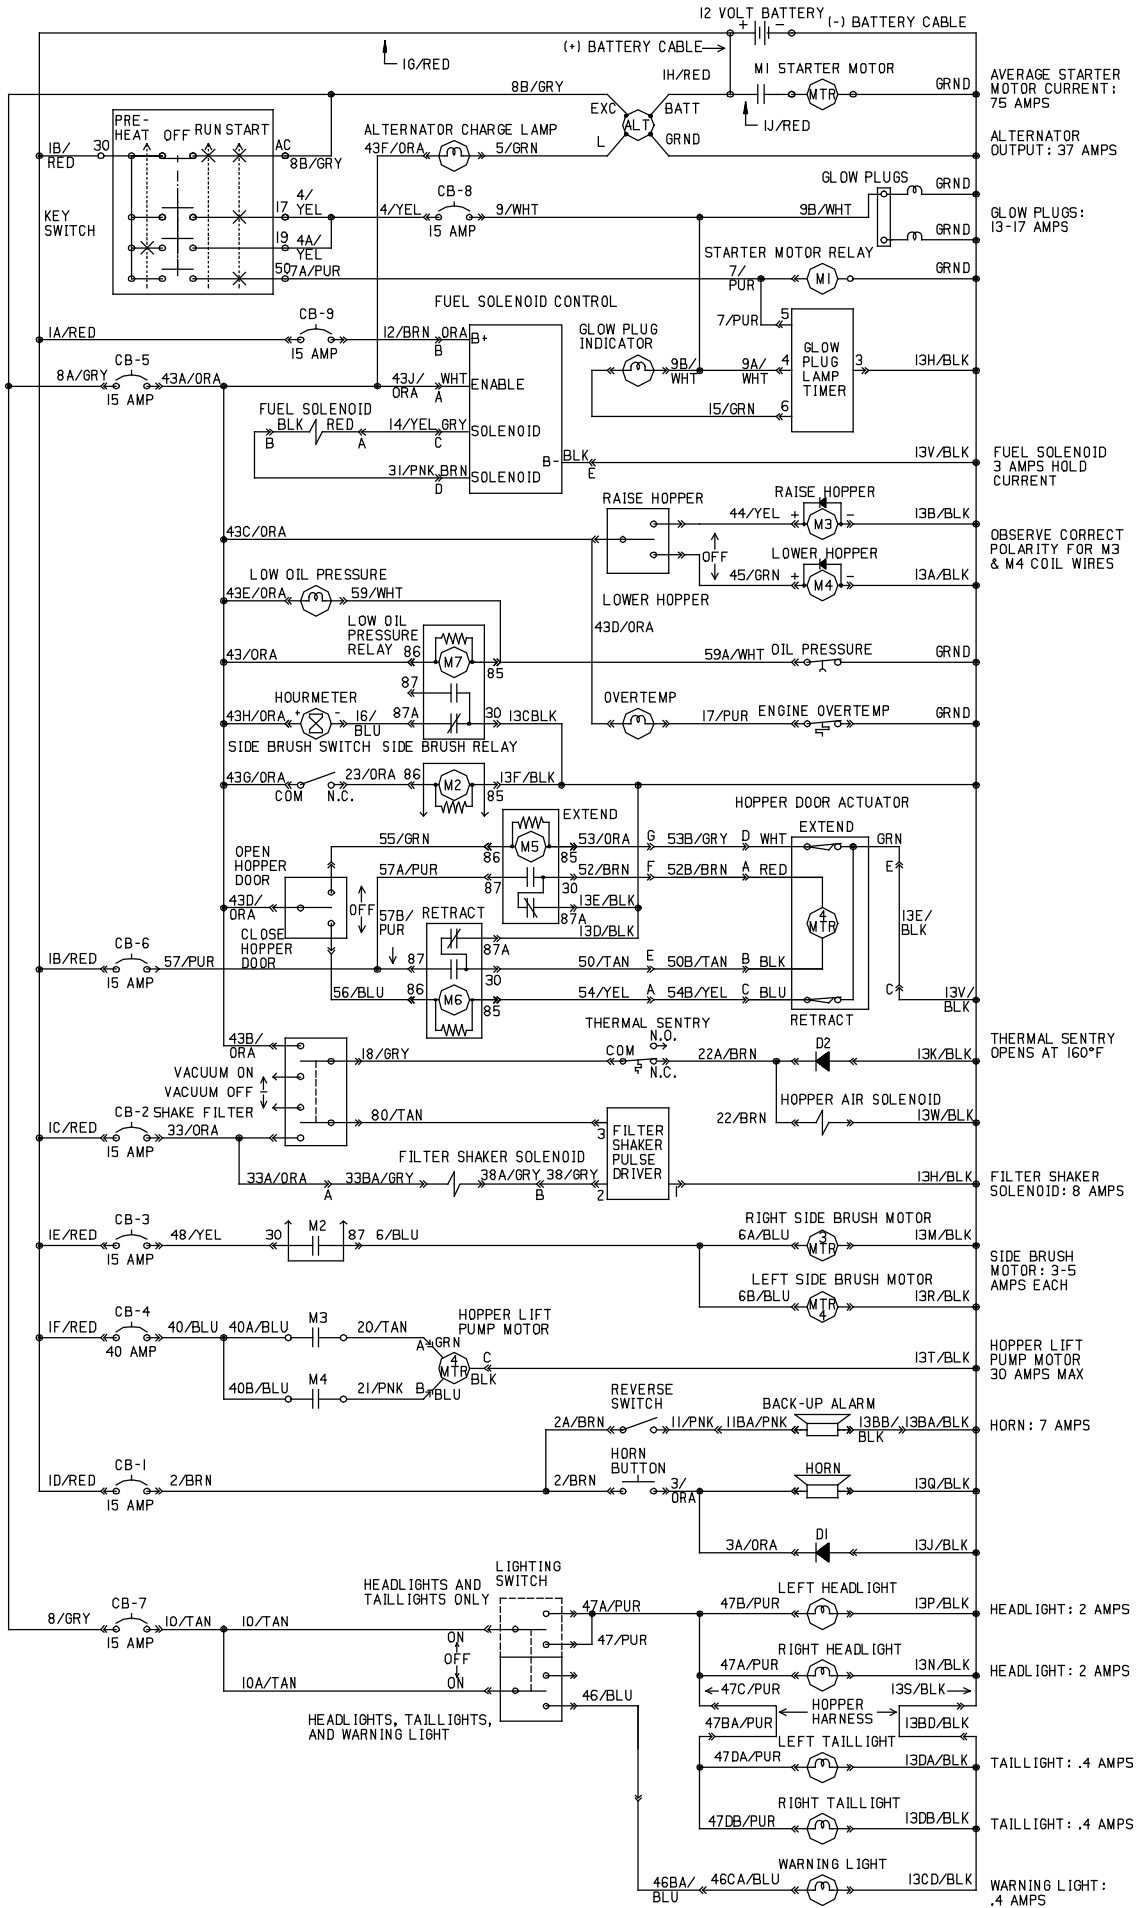 12 VOLT BATTERY
+ -
(-) BATTERY CABLE
(+) BATTERY CABLE
1G/RED
1H/RED
M1 STARTER MOTOR
GRND
AVERAGE STARTER
MOTOR CURRENT:
75 AMPS
8B/GRY
EXC
BATT
MTR
1J/RED
ALT
L
GRND
ALTERNATOR
OUTPUT: 37 AMPS
PRE-
HEAT
OFF
RUN
START
AC
8B/GRY
1B/
RED
30
ALTERNATOR CHARGE LAMP
43F/ORA
5/GRN
KEY
SWITCH
17
4/
YEL
4/YEL
CB-8
15 AMP
9/WHT
19
4A/
YEL
50
7A/PUR
GLOW PLUGS
9B/WHT
GRND
GRND
GLOW PLUGS:
13-17 AMPS
STARTER MOTOR RELAY
7/
PUR
M1
GRND
7/PUR
FUEL SOLENOID CONTROL
1A/RED
CB-9
15 AMP
12/BRN
ORA
B
B+
GLOW PLUG
INDICATOR
9B/
WHT
9A/
WHT
5
4
6
3
GLOW
PLUG
LAMP
TIMER
13H/BLK
15/GRN
8A/GRY
CB-5
15 AMP
43A/ORA
43J/
ORA
WHT
A
ENABLE
FUEL SOLENOID
BLK
RED
B
A
14/YEL
GRY
C
SOLENOID
31/PNK
BRN
D
SOLENOID
B-
BLK
E
13V/BLK
FUEL SOLENOID
3 AMPS HOLD
CURRENT
43C/ORA
RAISE HOPPER
RAISE HOPPER
44/YEL
+ -
M3
13B/BLK
OFF
LOWER HOPPER
45/GRN
+ -
M4
13A/BLK
OBSERVE CORRECT
POLARITY FOR M3
& M4 COIL WIRES
LOWER HOPPER
43D/ORA
LOW OIL PRESSURE
43E/ORA
59/WHT
LOW OIL
PRESSURE
RELAY
43/ORA
86
M7
85
59A/WHT
OIL PRESSURE
GRND
87
HOURMETER
43H/ORA
+ -
16/
BLU
87A
30
13CBLK
OVERTEMP
17/PUR
ENGINE OVERTEMP
GRND
SIDE BRUSH SWITCH
SIDE BRUSH RELAY
43G/ORA
COM
N.C.
23/ORA
86
M2
85
13F/BLK
EXTEND
HOPPER DOOR ACTUATOR
EXTEND
55/GRN
86
M5
85
53/ORA
G
53B/GRY
D
WHT
GRN
OPEN
HOPPER
DOOR
57A/PUR
87
30
52/BRN
F
52B/BRN
A
RED
E
43D/
ORA
OFF
57B/
PUR
13E/BLK
87A
4
MTR
13E/
BLK
CLOSE
HOPPER
DOOR
RETRACT
87A
13D/BLK
1B/RED
CB-6
15 AMP
57/PUR
87
30
50/TAN
E
50B/TAN
B
BLK
56/BLU
86
M6
85
54/YEL
A
54B/YEL
C
BLU
C
13V/
BLK
RETRACT
43B/
ORA
18/GRY
THERMAL SENTRY
COM
N.O.
N.C.
22A/BRN
D2
13K/BLK
THERMAL SENTRY
OPENS AT 160°F
VACUUM ON
VACUUM OFF
SHAKE FILTER
22/BRN
HOPPER AIR SOLENOID
13W/BLK
1C/RED
CB-2
15 AMP
33/ORA
80/TAN
3
FILTER
SHAKER
PULSE
DRIVER
2
1
FILTER SHAKER SOLENOID
33A/ORA
A
33BA/GRY
38A/GRY
B
38/GRY
13H/BLK
FILTER SHAKER
SOLENOID: 8 AMPS
1E/RED
CB-3
15 AMP
48/YEL
30
M2
87
6/BLU
RIGHT SIDE BRUSH MOTOR
6A/BLU
3
MTR
13M/BLK
SIDE BRUSH
MOTOR: 3-5
AMPS EACH
LEFT SIDE BRUSH MOTOR
6B/BLU
MTR
4
13R/BLK
1F/RED
CB-4
40 AMP
40/BLU
40A/BLU
M3
20/TAN
HOPPER LIFT
PUMP MOTOR
A
GRN
4
MTR
C
BLK
13T/BLK
HOPPER LIFT
PUMP MOTOR
30 AMPS MAX
40B/BLU
M4
21/PNK
B
BLU
REVERSE
SWITCH
2A/BRN
11/PNK
11BA/PNK
BACK-UP ALARM
13BB/
BLK
13BA/BLK
HORN: 7 AMPS
1D/RED
CB-1
15 AMP
2/BRN
2/BRN
HORN
BUTTON
3/
ORA
HORN
13Q/BLK
3A/ORA
D1
13J/BLK
LIGHTING
SWITCH
HEADLIGHTS AND
TAILLIGHTS ONLY
8/GRY
CB-7
15 AMP
10/TAN
10/TAN
ON
OFF
ON
10A/TAN
47A/PUR
47/PUR
46/BLU
HEADLIGHTS, TAILLIGHTS,
AND WARNING LIGHT
LEFT HEADLIGHT
47B/PUR
13P/BLK
HEADLIGHT: 2 AMPS
RIGHT HEADLIGHT
47A/PUR
13N/BLK
HEADLIGHT: 2 AMPS
47C/PUR
13S/BLK
HOPPER
HARNESS
47BA/PUR
13BD/BLK
LEFT TAILLIGHT
47DA/PUR
13DA/BLK
TAILLIGHT: .4 AMPS
RIGHT TAILLIGHT
47DB/PUR
13DB/BLK
TAILLIGHT: .4 AMPS
WARNING LIGHT
46BA/
BLU
46CA/BLU
13CD/BLK
WARNING LIGHT:
.4 AMPS